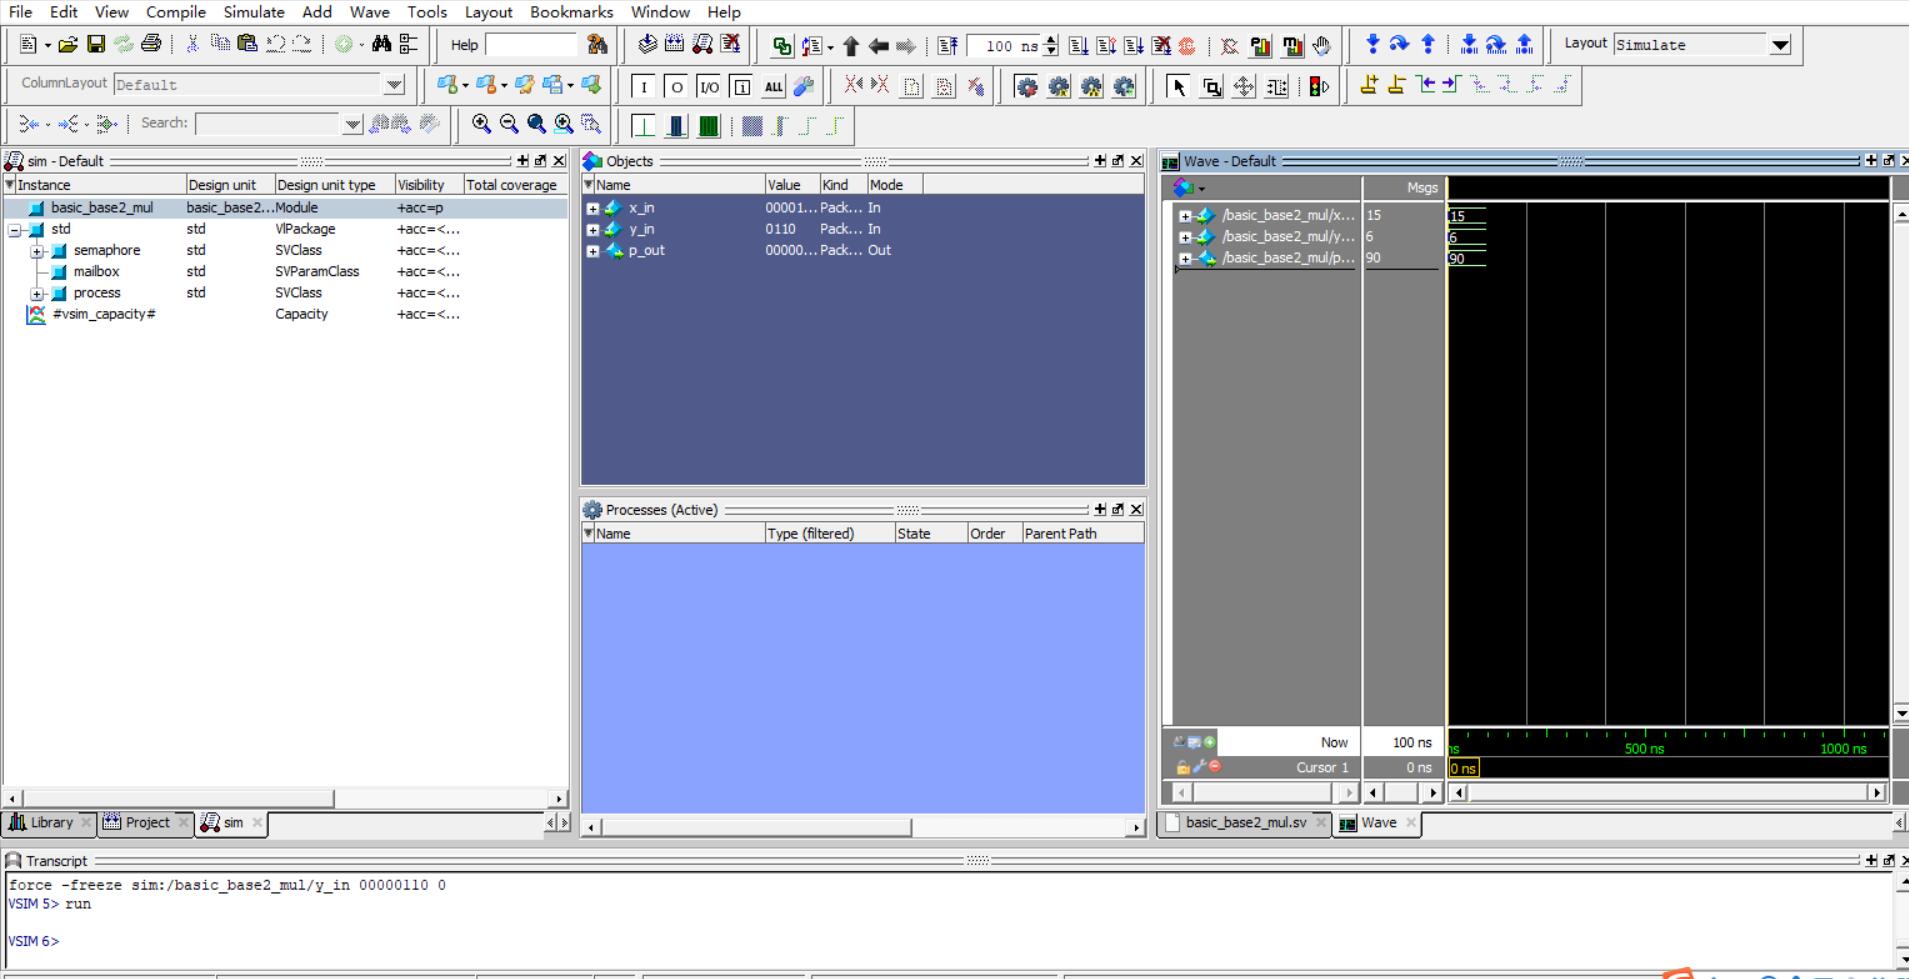 File Edit View Compile Simulate Add Wave Tools Layout Bookmarks Window Help
Help 100 ns Layout Simulate
ColumnLayout Default I O I/O i ALL
Search:
sim - Default
Instance Design unit Design unit type Visibility Total coverage
basic_base2_mul basic_base2... Module +acc=p
std std VlPackage +acc=<...
semaphore std SVClass +acc=<...
mailbox std SVParamClass +acc=<...
process std SVClass +acc=<...
#vsim_capacity# Capacity +acc=<...
Library Project sim
Objects
Name Value Kind Mode
x_in 00001... Pack... In
y_in 0110 Pack... In
p_out 00000... Pack... Out
Processes (Active)
Name Type (filtered) State Order Parent Path
Wave - Default
Msgs
/basic_base2_mul/x... 15 15
/basic_base2_mul/y... 6 6
/basic_base2_mul/p... 90 90
Now 100 ns ns 500 ns 1000 ns
Cursor 1 0 ns 0 ns
basic_base2_mul.sv Wave
Transcript
force -freeze sim:/basic_base2_mul/y_in 00000110 0
VSIM 5> run
VSIM 6>